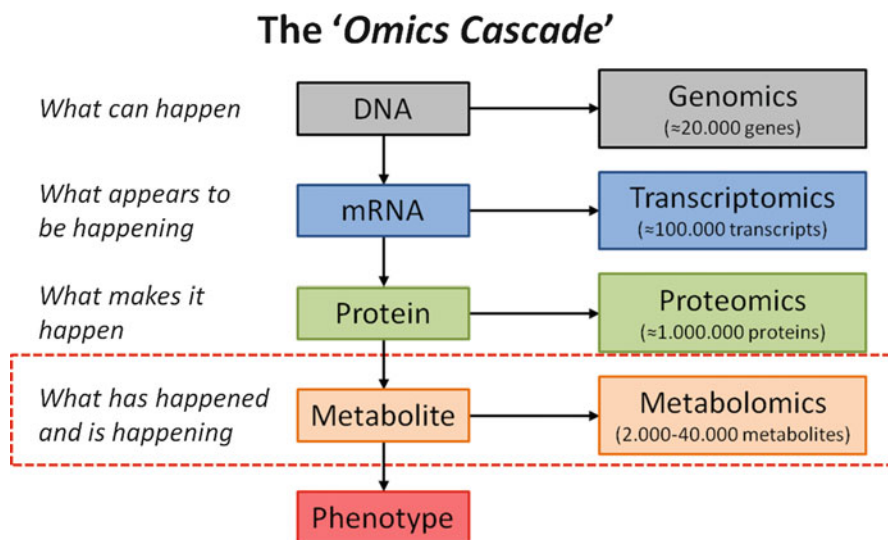 The ‘Omics Cascade’
What can happen
DNA
Genomics
(≈20.000 genes)
What appears to
be happening
mRNA
Transcriptomics
(≈100.000 transcripts)
What makes it
happen
Protein
Proteomics
(≈1.000.000 proteins)
What has happened
and is happening
Metabolite
Metabolomics
(2.000-40.000 metabolites)
Phenotype